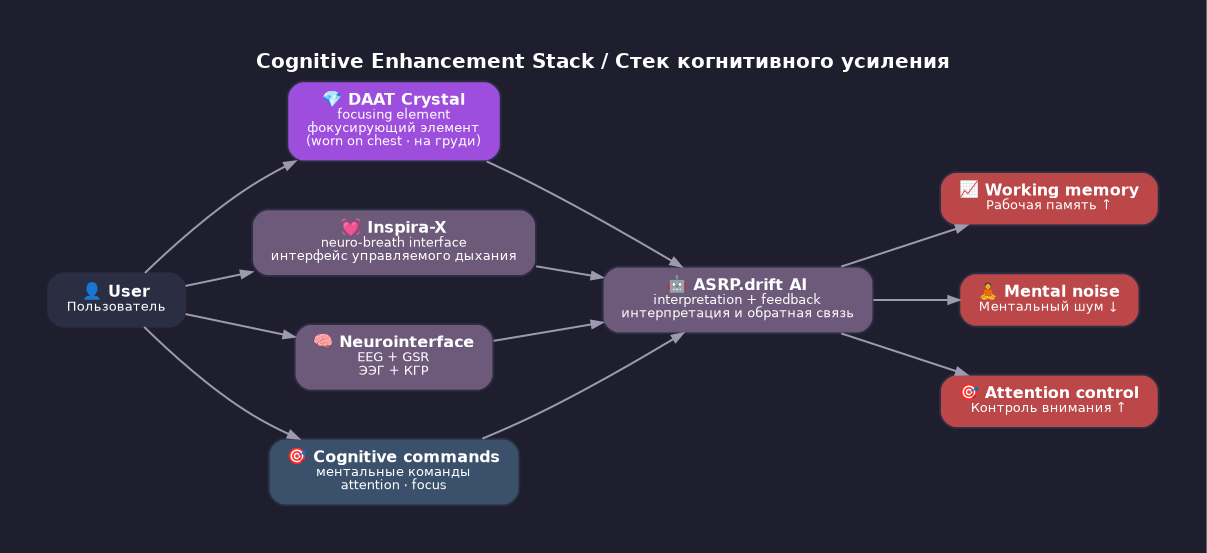 Cognitive Enhancement Stack / Стек когнитивного усиления
💎 DAAT Crystal
focusing element
фокусирующий элемент
(worn on chest · на груди)
💓 Inspira-X
neuro-breath interface
интерфейс управляемого дыхания
👤 User
Пользователь
🧠 Neurointerface
EEG + GSR
ЭЭГ + КГР
🎯 Cognitive commands
ментальные команды
attention · focus
🤖 ASRP.drift AI
interpretation + feedback
интерпретация и обратная связь
📈 Working memory
Рабочая память ↑
🧘 Mental noise
Ментальный шум ↓
🎯 Attention control
Контроль внимания ↑